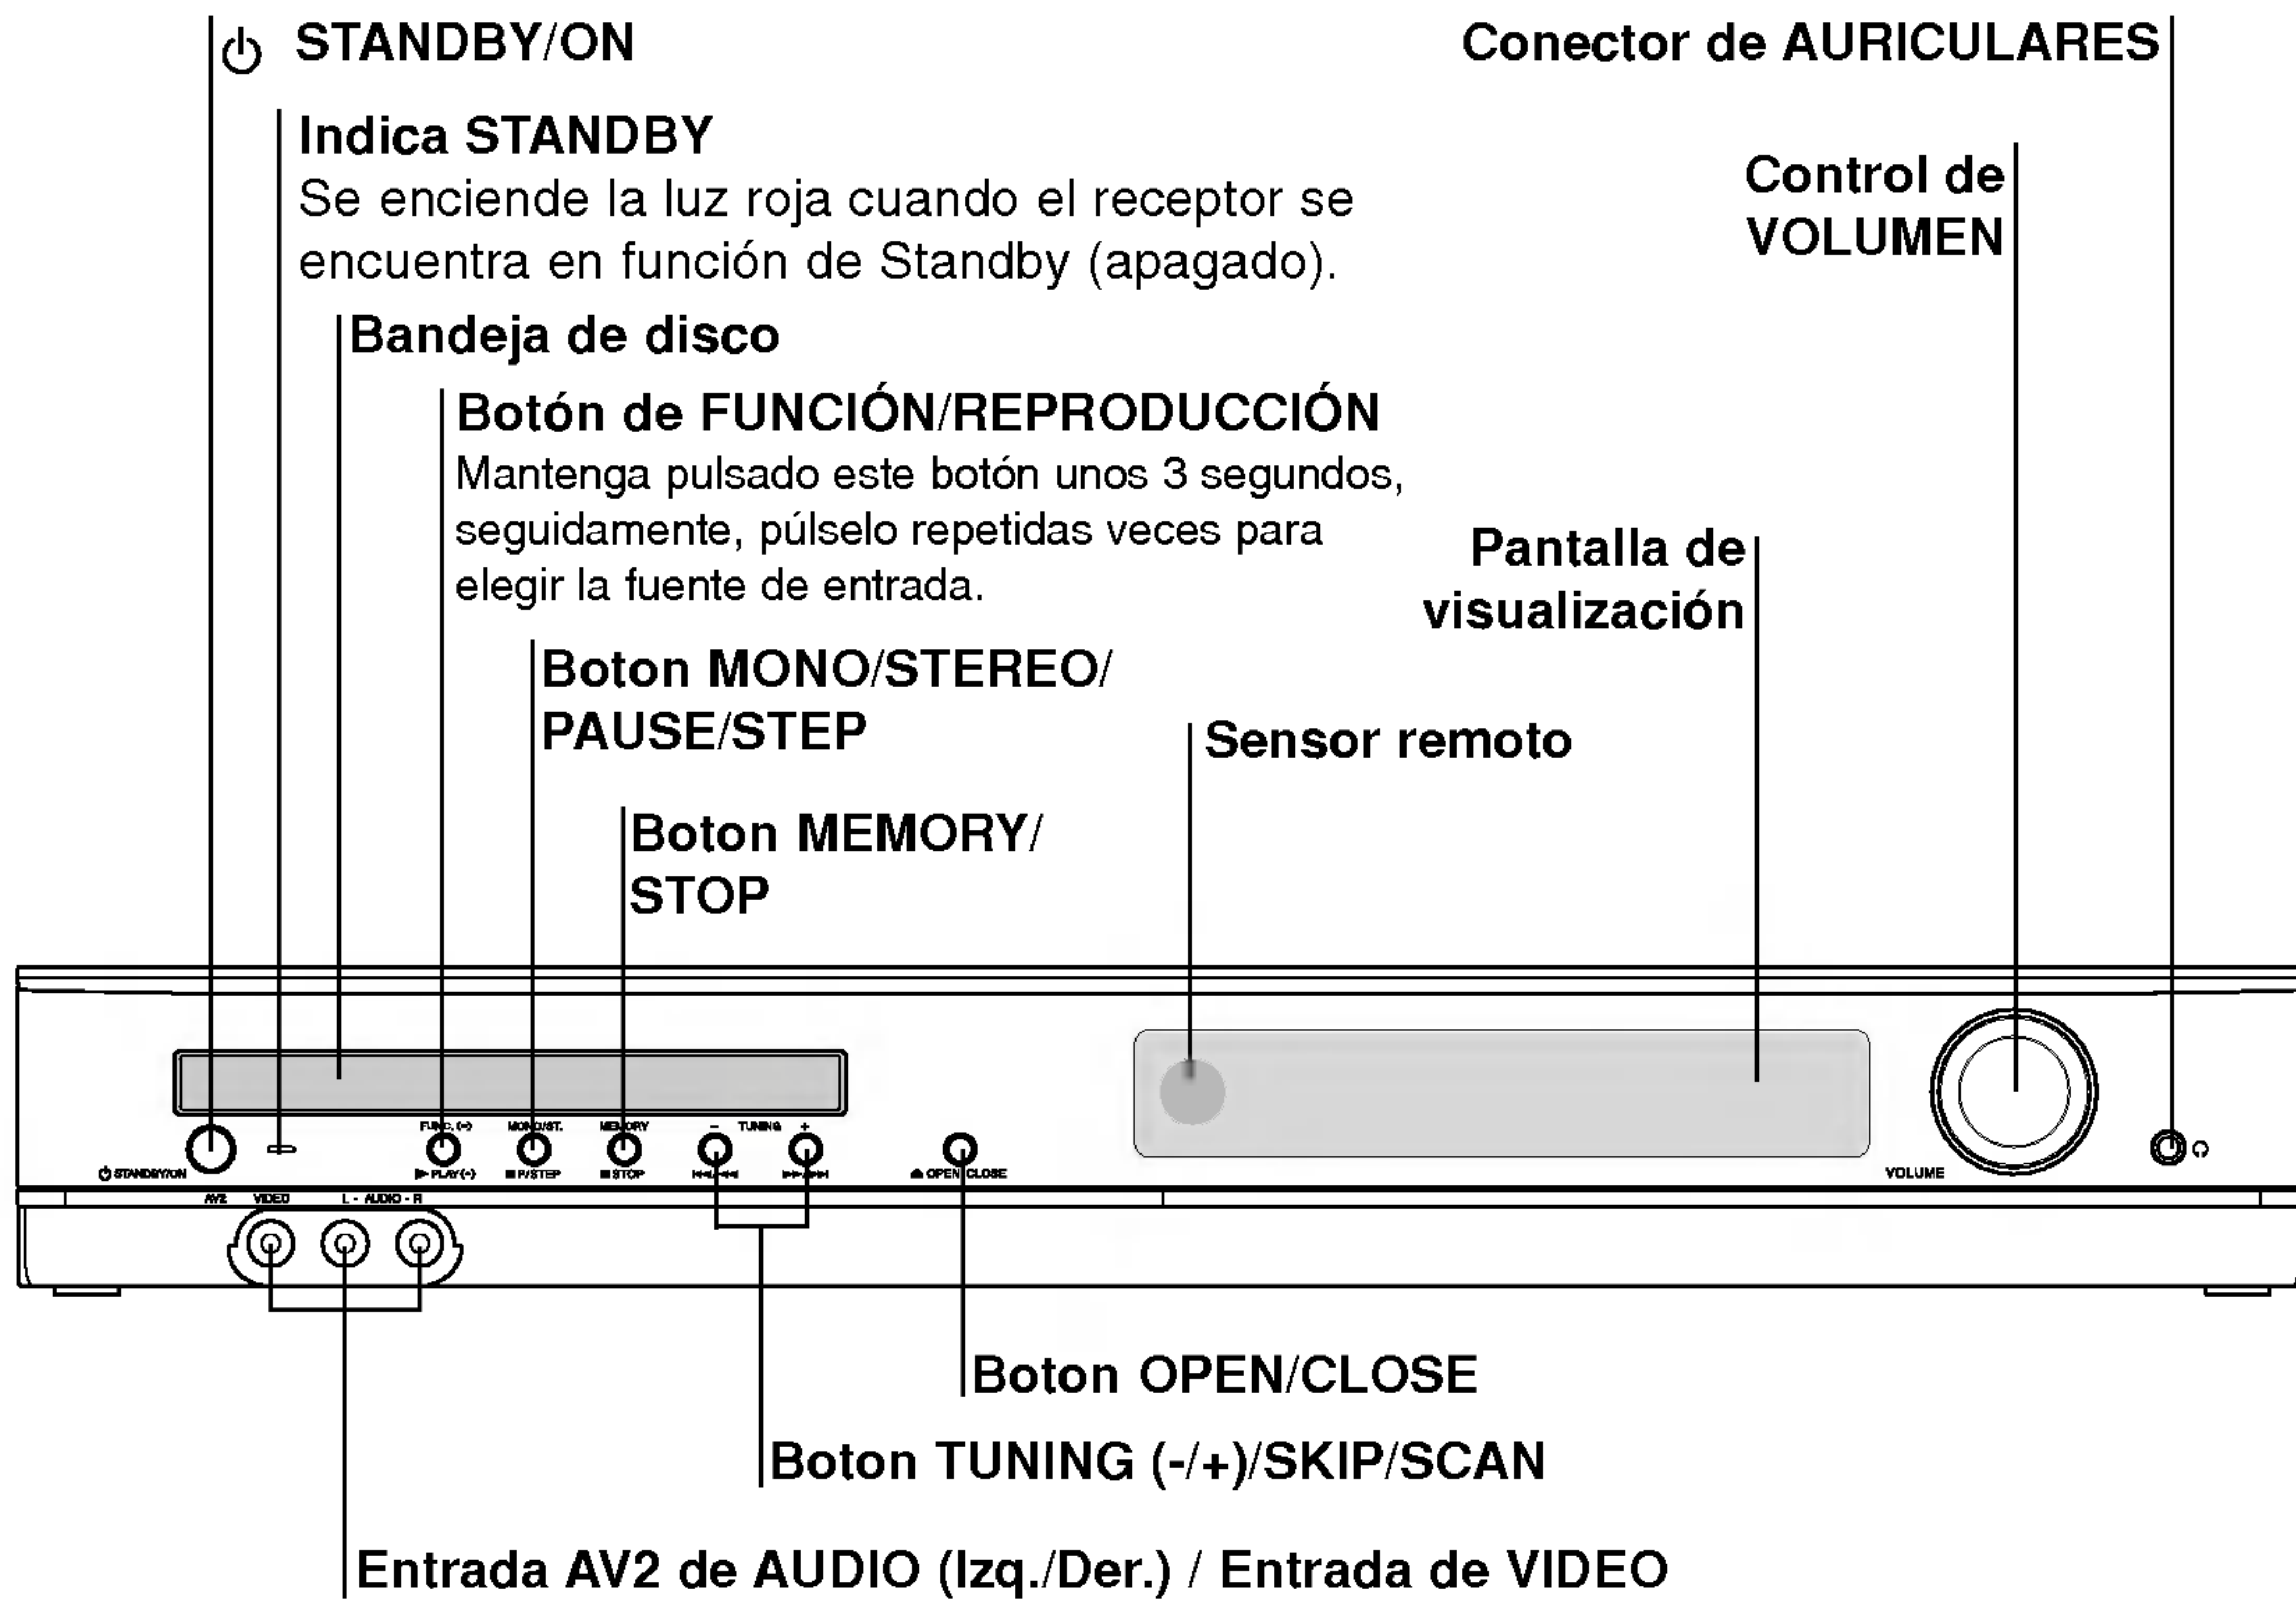 STANDBY/ON
Conector de AURICULARES
Indica STANDBY
Se enciende la luz roja cuando el receptor se
encuentra en función de Standby (apagado).
Control de
VOLUMEN
Bandeja de disco
Botón de FUNCIÓN/REPRODUCCIÓN
Mantenga pulsado este botón unos 3 segundos,
seguidamente, púlselo repetidas veces para
elegir la fuente de entrada.
Pantalla de
visualización
Boton MONO/STEREO/
PAUSE/STEP
Sensor remoto
Boton MEMORY/
STOP
FUNC. MONO/ST. MEMORY - TUNING +
STANDBY/ON PLAY P/STEP STOP OPEN/CLOSE VOLUME
AV2 VIDEO L - AUDIO - R
Boton OPEN/CLOSE
Boton TUNING (-/+)/SKIP/SCAN
Entrada AV2 de AUDIO (Izq./Der.) / Entrada de VIDEO